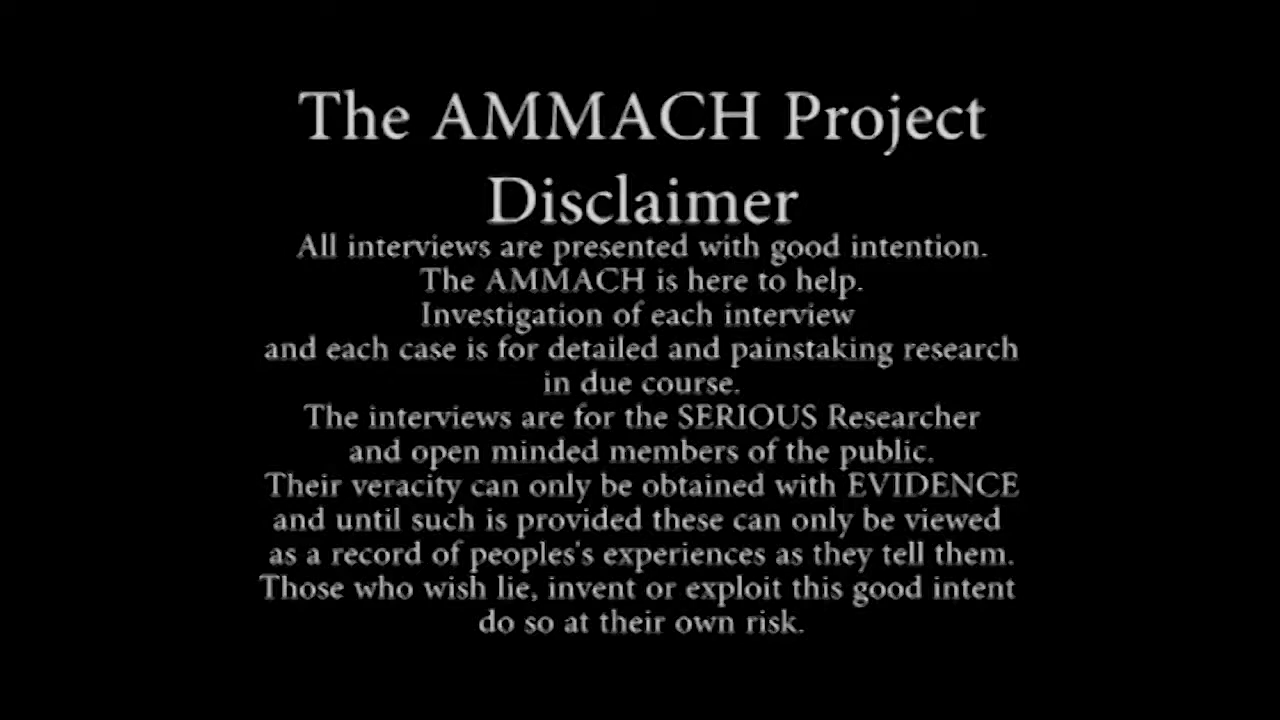 The AMMACH Project
Disclaimer
All interviews are presented with good intention.
The AMMACH is here to help.
Investigation of each interview
and each case is for detailed and painstaking research
in due course.
The interviews are for the SERIOUS Researcher
and open minded members of the public.
Their veracity can only be obtained with EVIDENCE
and until such is provided these can only be viewed
as a record of peoples's experiences as they tell them.
Those who wish lie, invent or exploit this good intent
do so at their own risk.